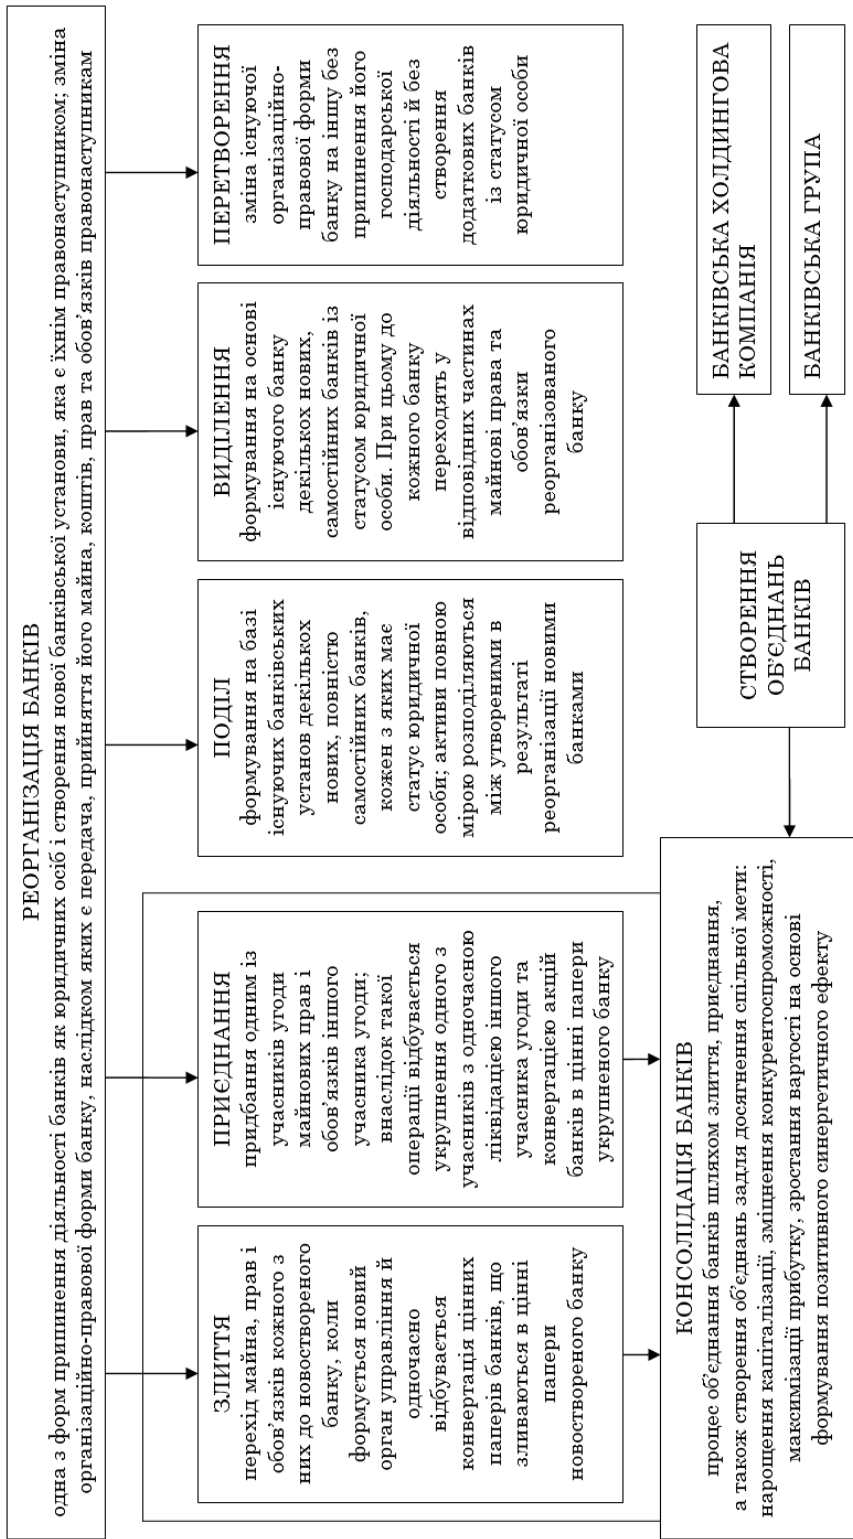 РЕОРГАНІЗАЦІЯ БАНКІВ
одна з форм припинення діяльності банків як юридичних осіб і створення нової банківської установи, яка є їхнім правонаступником; зміна
організаційно-правової форми банку, наслідком яких є передача, прийняття його майна, коштів, прав та обов’язків правонаступникам
ЗЛИТТЯ
перехід майна, прав і
обов’язків кожного з
них до новоствореного
банку, коли
формується новий
орган управління й
одночасно
відбувається
конвертація цінних
паперів банків, що
зливаються в цінні
папери
новоствореного банку
ПРИЄДНАННЯ
придбання одним із
учасників угоди
майнових прав і
обов’язків іншого
учасника угоди;
внаслідок такої
операції відбувається
укрупнення одного з
учасників з одночасною
ліквідацією іншого
учасника угоди та
конвертацією акцій
банків в цінні папери
укрупненого банку
ПОДІЛ
формування на базі
існуючих банківських
установ декількох
нових, повністю
самостійних банків,
кожен з яких має
статус юридичної
особи; активи повною
мірою розподіляються
між утвореними в
результаті
реорганізації новими
банками
ВИДІЛЕННЯ
формування на основі
існуючого банку
декількох нових,
самостійних банків із
статусом юридичної
особи. При цьому до
кожного банку
переходять у
відповідних частинах
майнові права та
обов’язки
реорганізованого
банку
ПЕРЕТВОРЕННЯ
зміна існуючої
організаційно-
правової форми
банку на іншу без
припинення його
господарської
діяльності й без
створення
додаткових банків
із статусом
юридичної особи
КОНСОЛІДАЦІЯ БАНКІВ
процес об’єднання банків шляхом злиття, приєднання,
а також створення об’єднань задля досягнення спільної мети:
нарощення капіталізації, зміцнення конкурентоспроможності,
максимізації прибутку, зростання вартості на основі
формування позитивного синергетичного ефекту
СТВОРЕННЯ
ОБ’ЄДНАНЬ
БАНКІВ
БАНКІВСЬКА ХОЛДИНГОВА
КОМПАНІЯ
БАНКІВСЬКА ГРУПА